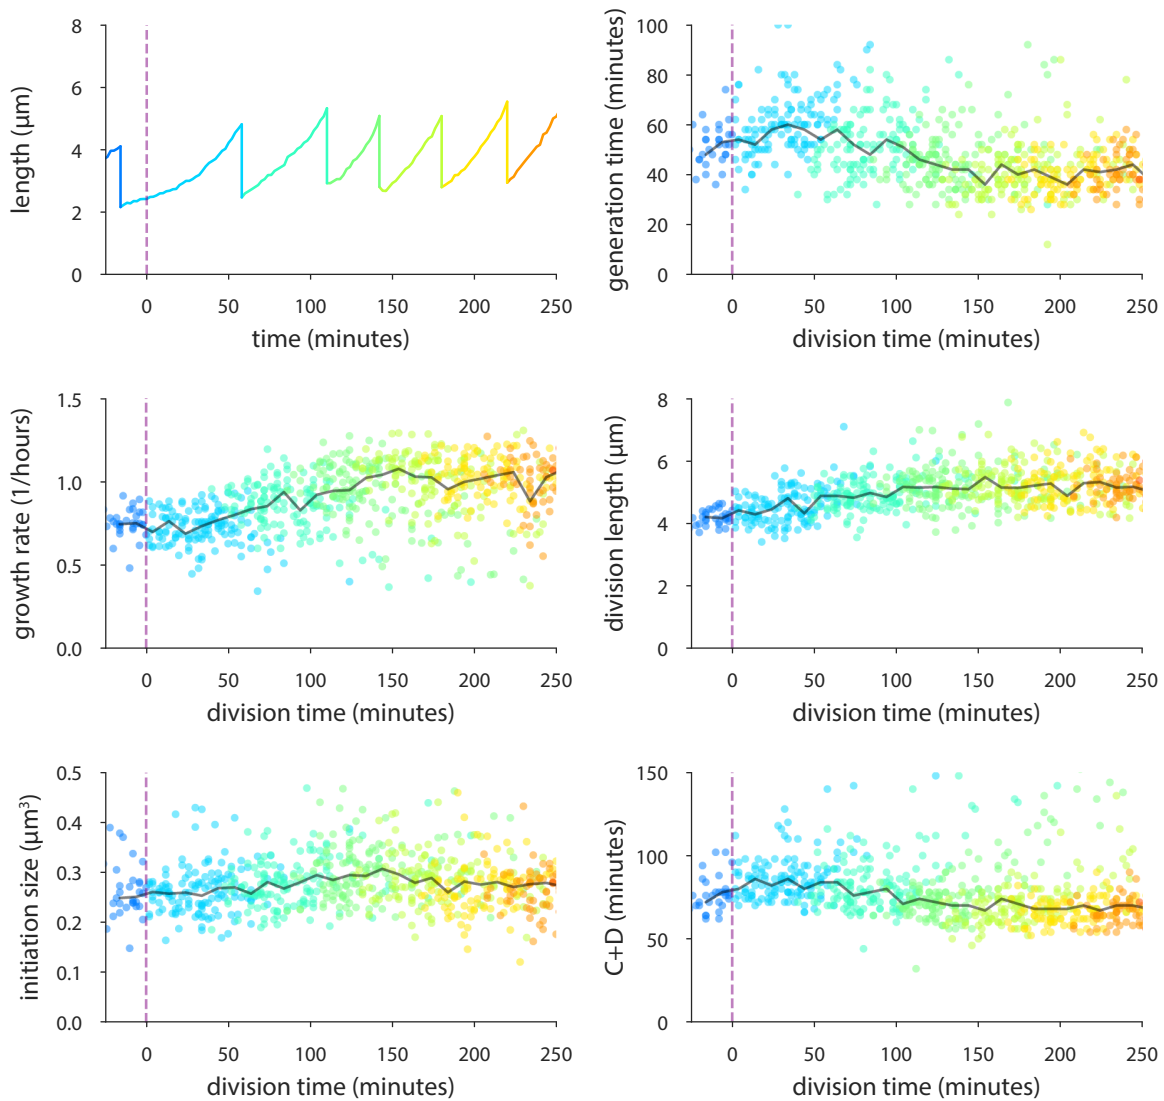 length (μm)
8
6
4
2
0
0 50 100 150 200 250
time (minutes)
generation time (minutes)
100
80
60
40
20
0
0 50 100 150 200 250
division time (minutes)
growth rate (1/hours)
1.5
1.0
0.5
0.0
0 50 100 150 200 250
division time (minutes)
division length (μm)
8
6
4
2
0
0 50 100 150 200 250
division time (minutes)
initiation size (μm³)
0.5
0.4
0.3
0.2
0.1
0.0
0 50 100 150 200 250
division time (minutes)
C+D (minutes)
150
100
50
0
0 50 100 150 200 250
division time (minutes)